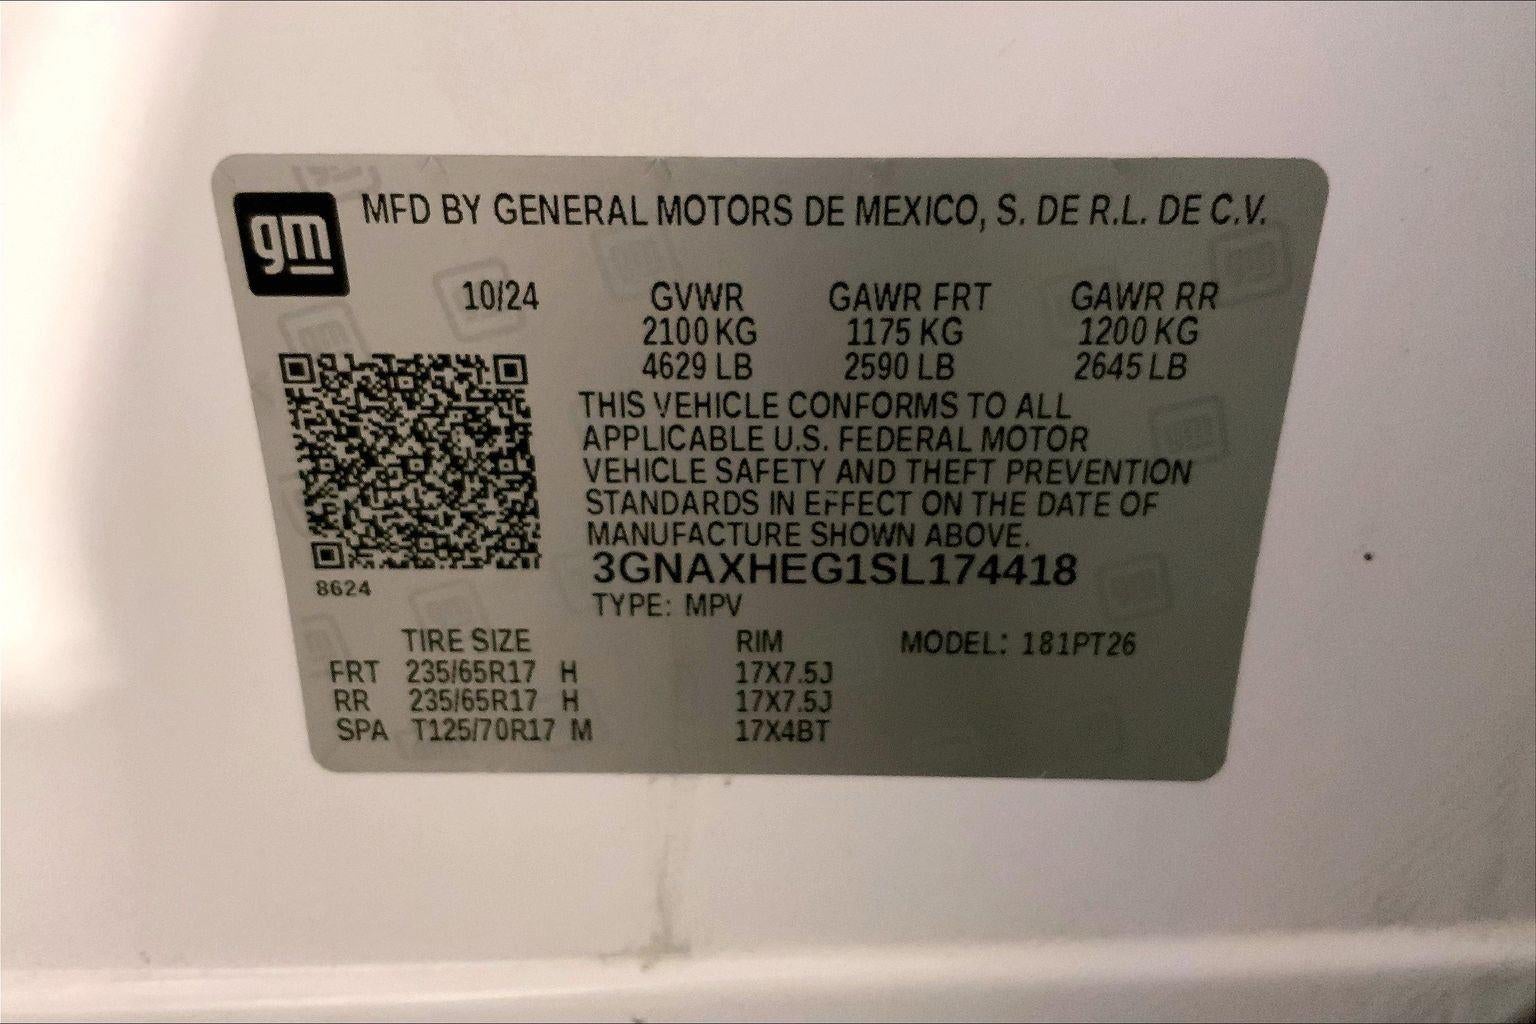 gm
MFD BY GENERAL MOTORS DE MEXICO, S. DE R.L. DE C.V.
10/24 GVWR GAWR FRT GAWR RR
2100 KG 1175 KG 1200 KG
4629 LB 2590 LB 2645 LB
THIS VEHICLE CONFORMS TO ALL
APPLICABLE U.S. FEDERAL MOTOR
VEHICLE SAFETY AND THEFT PREVENTION
STANDARDS IN EFFECT ON THE DATE OF
MANUFACTURE SHOWN ABOVE.
3GNAXHEG1SL174418
8624
TYPE: MPV
TIRE SIZE RIM MODEL: 181PT26
FRT 235/65R17 H 17X7.5J
RR 235/65R17 H 17X7.5J
SPA T125/70R17 M 17X4BT